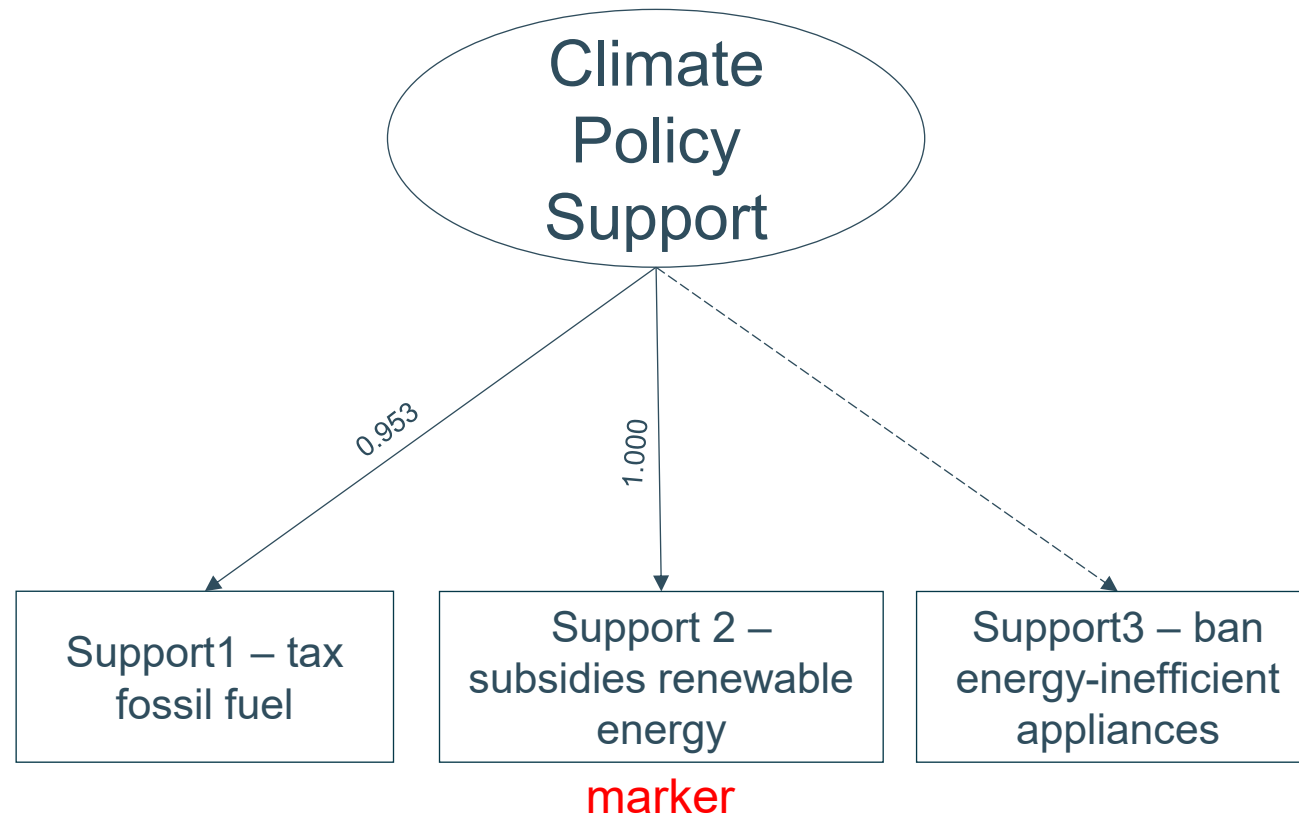 Climate
Policy
Support
0.953
1.000
Support1 – tax
fossil fuel
Support 2 –
subsidies renewable
energy
Support3 – ban
energy-inefficient
appliances
marker